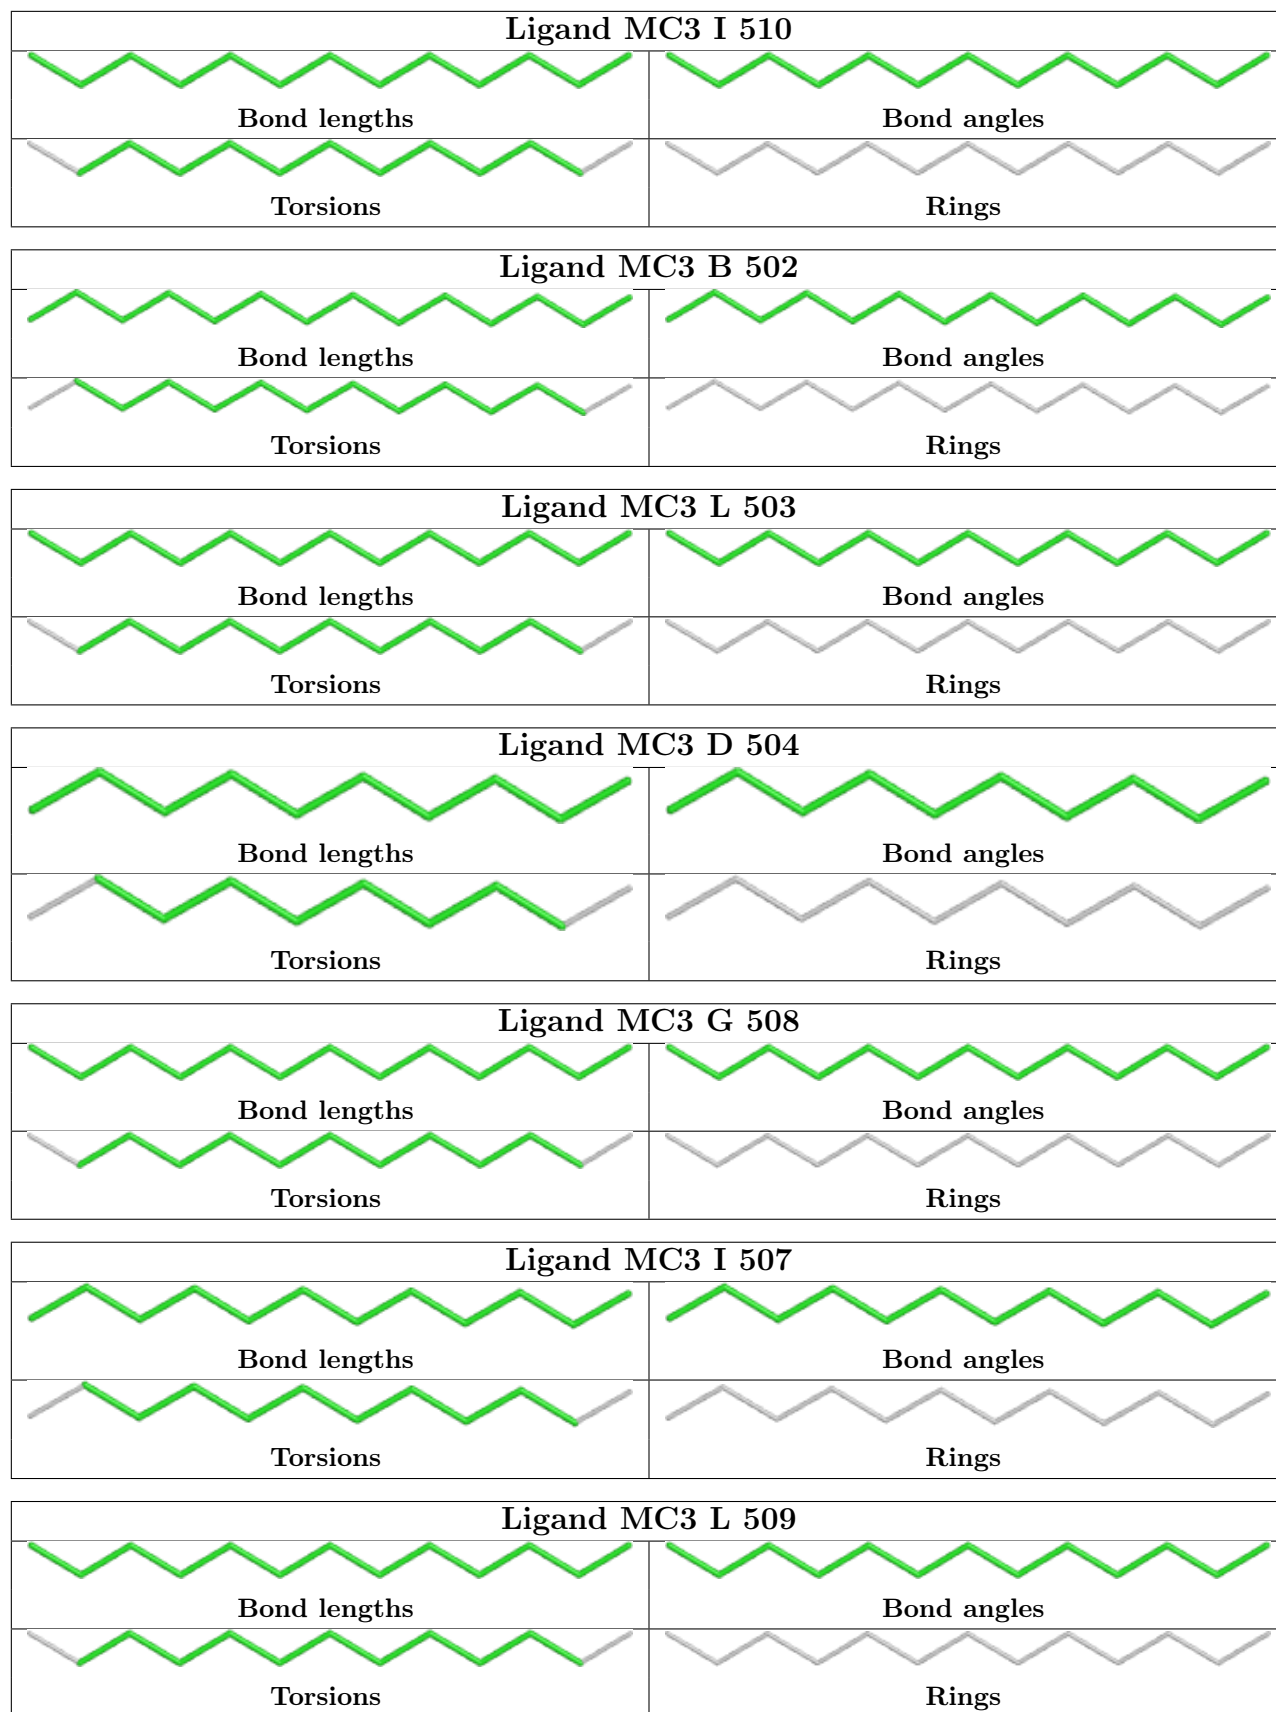 Ligand MC3 I 510
Bond lengths Bond angles
Torsions Rings
Ligand MC3 B 502
Bond lengths Bond angles
Torsions Rings
Ligand MC3 L 503
Bond lengths Bond angles
Torsions Rings
Ligand MC3 D 504
Bond lengths Bond angles
Torsions Rings
Ligand MC3 G 508
Bond lengths Bond angles
Torsions Rings
Ligand MC3 I 507
Bond lengths Bond angles
Torsions Rings
Ligand MC3 L 509
Bond lengths Bond angles
Torsions Rings